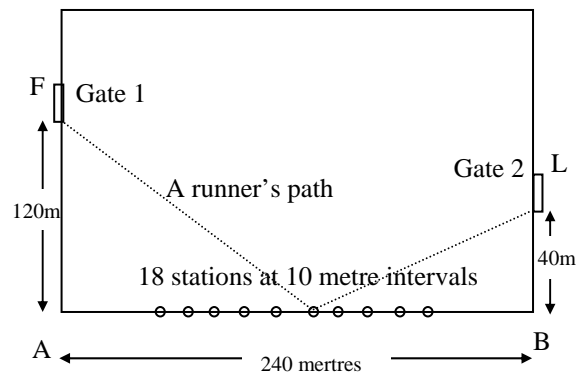 F
Gate 1
Gate 2
L
A runner's path
120m
18 stations at 10 metre intervals
40m
A
B
240 mertres